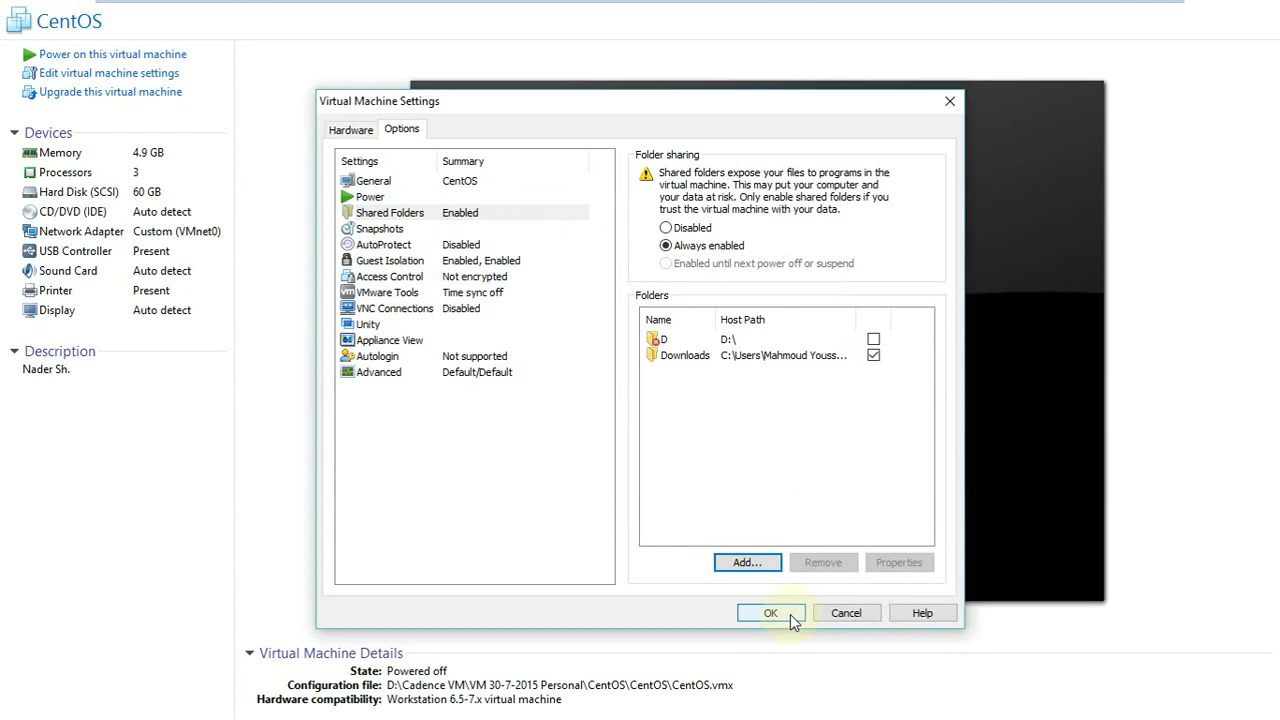 CentOS
Power on this virtual machine
Edit virtual machine settings
Upgrade this virtual machine
Devices
Memory 4.9 GB
Processors 3
Hard Disk (SCSI) 60 GB
CD/DVD (IDE) Auto detect
Network Adapter Custom (VMnet0)
USB Controller Present
Sound Card Auto detect
Printer Present
Display Auto detect
Description
Nader Sh.
Virtual Machine Settings
Hardware Options
Settings Summary
General CentOS
Power
Shared Folders Enabled
Snapshots
AutoProtect Disabled
Guest Isolation Enabled, Enabled
Access Control Not encrypted
VMware Tools Time sync off
VNC Connections Disabled
Unity
Appliance View
Autologin Not supported
Advanced Default/Default
Folder sharing
Shared folders expose your files to programs in the
virtual machine. This may put your computer and
your data at risk. Only enable shared folders if you
trust the virtual machine with your data.
Disabled
Always enabled
Enabled until next power off or suspend
Folders
Name Host Path
D D:\
Downloads C:\Users\Mahmoud Youss...
Add... Remove Properties
OK Cancel Help
Virtual Machine Details
State: Powered off
Configuration file: D:\Cadence VM\VM 30-7-2015 Personal\CentOS\CentOS\CentOS.vmx
Hardware compatibility: Workstation 6.5-7.x virtual machine